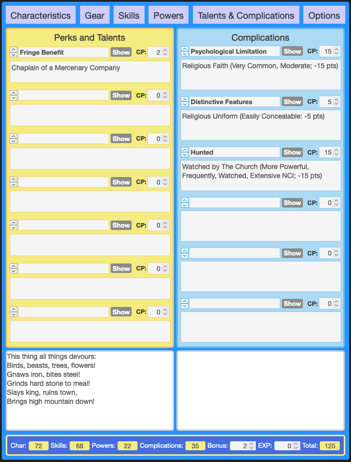 Characteristics Gear Skills Powers Talents & Complications Options
Perks and Talents
Fringe Benefit Show CP: 2
Chaplain of a Mercenary Company
Show CP: 0
Show CP: 0
Show CP: 0
Show CP: 0
Show CP: 0
Show CP: 0
Complications
Psychological Limitation Show CP: 15
Religious Faith (Very Common, Moderate; -15 pts)
Distinctive Features Show CP: 5
Religious Uniform (Easily Concealable: -5 pts)
Hunted Show CP: 15
Watched by The Church (More Powerful,
Frequently, Watched, Extensive NCI; -15 pts)
Show CP: 0
Show CP: 0
Show CP: 0
This thing all things devours:
Birds, beasts, trees, flowers!
Gnaws iron, bites steel!
Grinds hard stone to meal!
Slays king, ruins town,
Brings high mountain down!
Char: 72 Skills: 68 Powers: 22 Complications: 35 Bonus: 2 EXP: 0 Total: 125